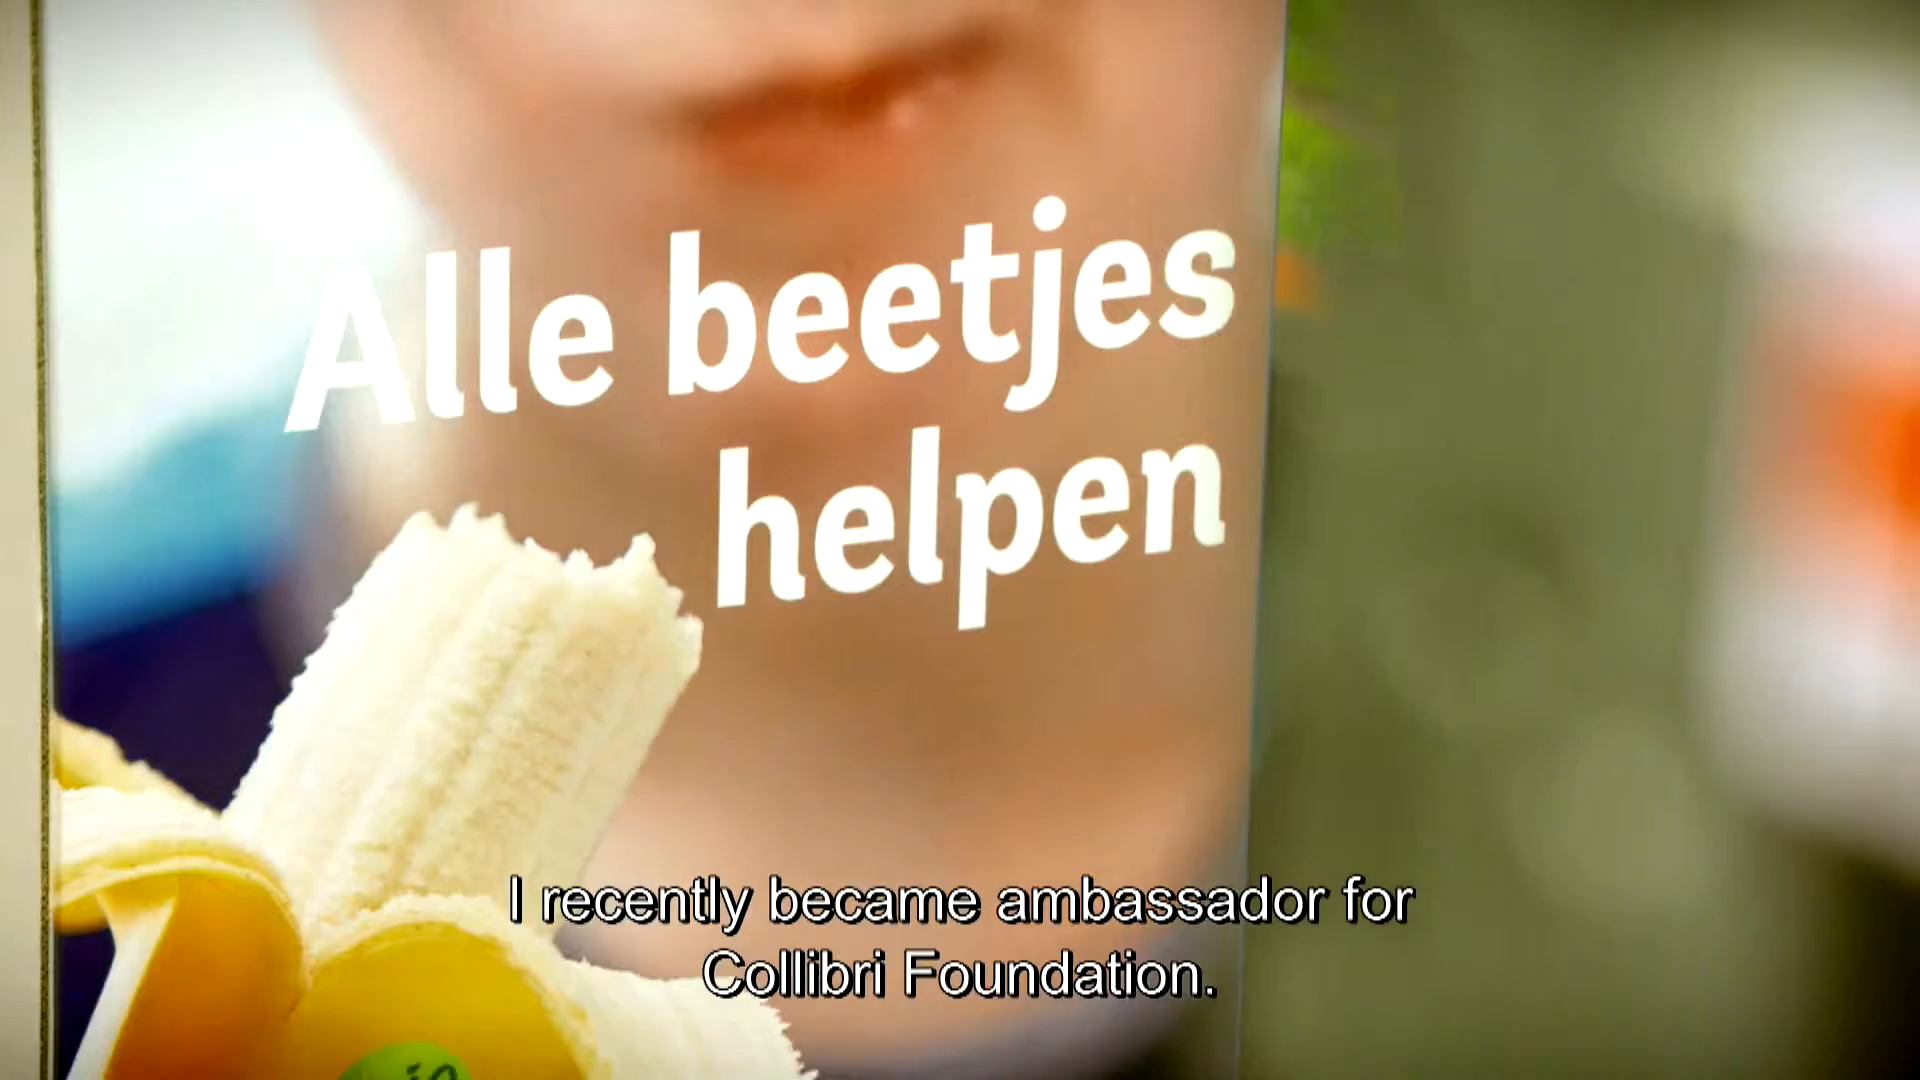 Alle beetjes
helpen
I recently became ambassador for
Collibri Foundation.